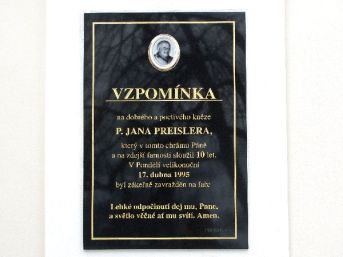 VZPOMÍNKA
na dobrého a poctivého kněze
P. JANA PREISLERA,
který v tomto chrámu Páně
a na zdejší farnosti sloužil 10 let.
V Pondělí velikonoční
17. dubna 1995
byl zákeřně zavražděn na faře
Lehké odpočinutí dej mu, Pane,
a světlo věčné ať mu svítí. Amen.